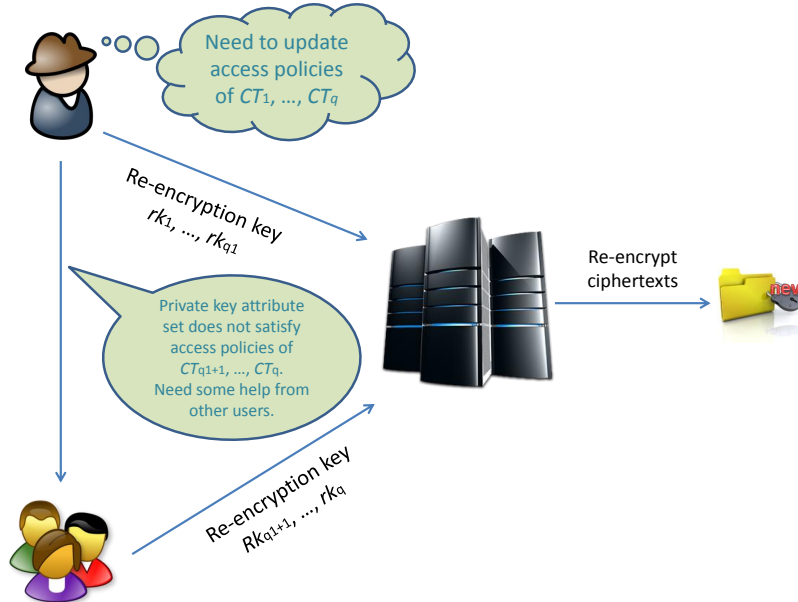 Need to update
access policies
of CT1, ..., CTq
Re-encryption key
rk1, ..., rkq1
Re-encrypt
ciphertexts
new
Private key attribute
set does not satisfy
access policies of
CTq1+1, ..., CTq.
Need some help from
other users.
Re-encryption key
Rkq1+1, ..., rkq